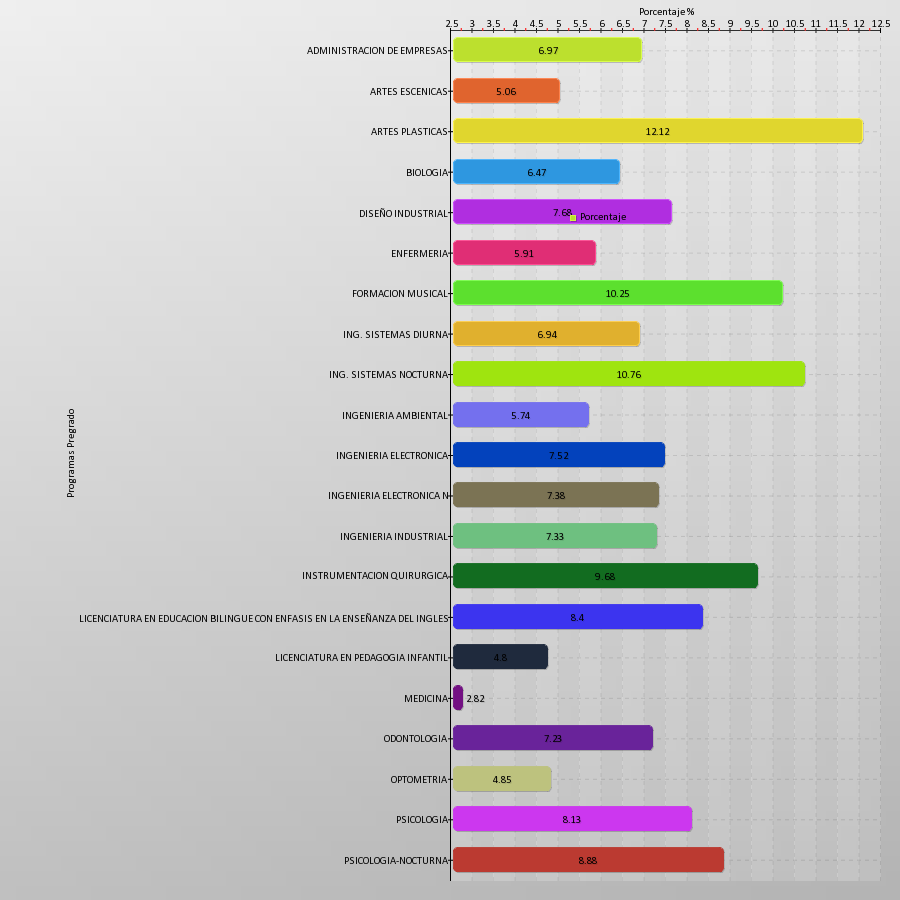 Porcentaje %
2.5 3 3.5 4 4.5 5 5.5 6 6.5 7 7.5 8 8.5 9 9.5 10 10.5 11 11.5 12 12.5
ADMINISTRACION DE EMPRESAS 6.97
ARTES ESCENICAS 5.06
ARTES PLASTICAS 12.12
BIOLOGIA 6.47
DISEÑO INDUSTRIAL 7.68
Porcentaje
ENFERMERIA 5.91
FORMACION MUSICAL 10.25
ING. SISTEMAS DIURNA 6.94
ING. SISTEMAS NOCTURNA 10.76
INGENIERIA AMBIENTAL 5.74
Programas Pregrado
INGENIERIA ELECTRONICA 7.52
INGENIERIA ELECTRONICA N 7.38
INGENIERIA INDUSTRIAL 7.33
INSTRUMENTACION QUIRURGICA 9.68
LICENCIATURA EN EDUCACION BILINGUE CON ENFASIS EN LA ENSEÑANZA DEL INGLES 8.4
LICENCIATURA EN PEDAGOGIA INFANTIL 4.8
MEDICINA 2.82
ODONTOLOGIA 7.23
OPTOMETRIA 4.85
PSICOLOGIA 8.13
PSICOLOGIA-NOCTURNA 8.88